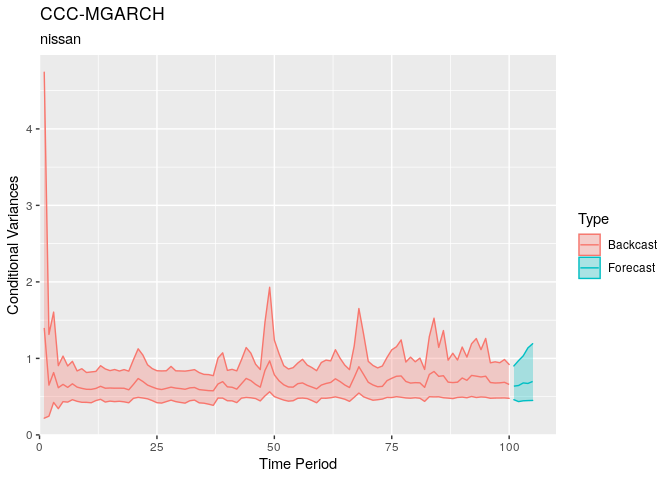 CCC-MGARCH
nissan
Conditional Variances
4
3
2
1
0
0 25 50 75 100
Time Period
Type
Backcast
Forecast